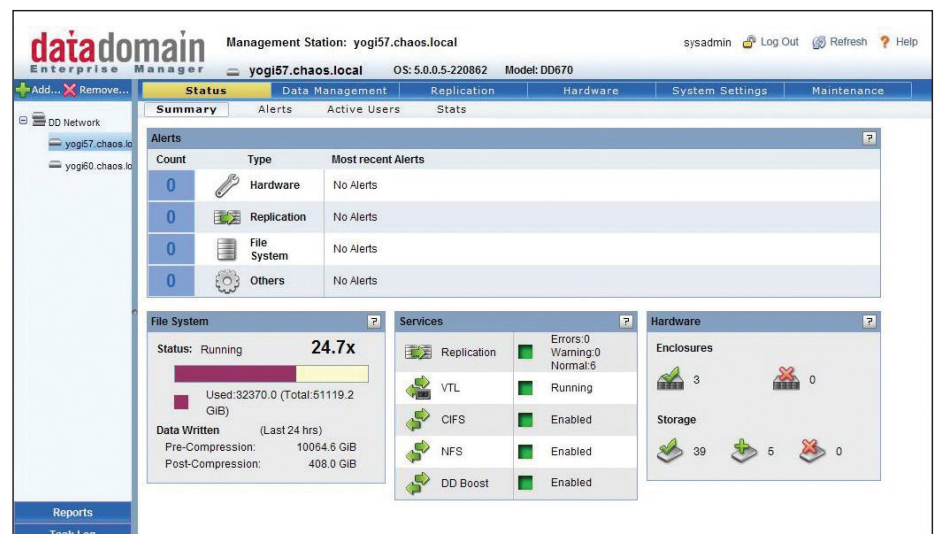 datadomain
Enterprise Manager
Management Station: yogi57.chaos.local
sysadmin Log Out Refresh ? Help
yogi57.chaos.local OS: 5.0.0.5-220862 Model: DD670
Add... Remove...
Status Data Management Replication Hardware System Settings Maintenance
Summary Alerts Active Users Stats
DD Network
yogi57.chaos.lo
yogi60.chaos.lo
Alerts ?
Count Type Most recent Alerts
0 Hardware No Alerts
0 Replication No Alerts
0 File System No Alerts
0 Others No Alerts
File System ?
Status: Running 24.7x
Used:32370.0 (Total:51119.2
GiB)
Data Written (Last 24 hrs)
Pre-Compression: 10064.6 GiB
Post-Compression: 408.0 GiB
Services ?
Replication Errors:0
Warning:0
Normal:6
VTL Running
CIFS Enabled
NFS Enabled
DD Boost Enabled
Hardware ?
Enclosures
3 0
Storage
39 5 0
Reports
Task Log